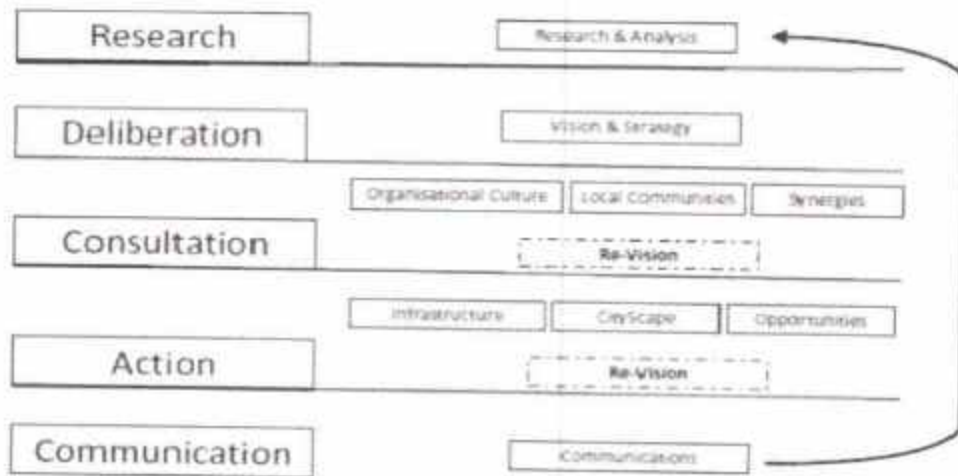 Research
Research & Analysis
Deliberation
Vision & Strategy
Organisational Culture
Local Communities
Synergies
Consultation
Re-Vision
Infrastructure
CityScape
Opportunities
Action
Re-Vision
Communication
Communications